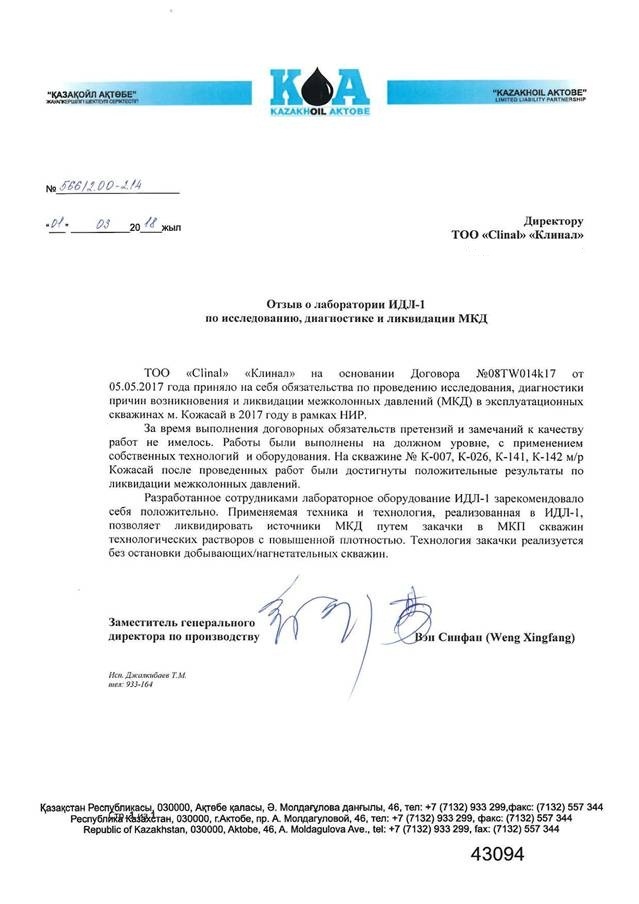 "ҚАЗАҚОЙЛ АҚТӨБЕ"
ЖАУАПКЕРШІЛІГІ ШЕКТЕУЛІ СЕРІКТЕСТІГІ
KA
KAZAKHOIL AKTOBE
"KAZAKHOIL AKTOBE"
LIMITED LIABILITY PARTNERSHIP
№ 566/2.00-214
"01" 03 2018 жыл
Директору
ТОО «Clinal» «Клинал»
Отзыв о лаборатории ИДЛ-1
по исследованию, диагностике и ликвидации МКД
ТОО «Clinal» «Клинал» на основании Договора №08TW014k17 от
05.05.2017 года приняло на себя обязательства по проведению исследования, диагностики
причин возникновения и ликвидации межколонных давлений (МКД) в эксплуатационных
скважинах м. Кожасай в 2017 году в рамках НИР.
За время выполнения договорных обязательств претензий и замечаний к качеству
работ не имелось. Работы были выполнены на должном уровне, с применением
собственных технологий и оборудования. На скважине № К-007, К-026, К-141, К-142 м/р
Кожасай после проведенных работ были достигнуты положительные результаты по
ликвидации межколонных давлений.
Разработанное сотрудниками лабораторное оборудование ИДЛ-1 зарекомендовало
себя положительно. Применяемая техника и технология, реализованная в ИДЛ-1,
позволяет ликвидировать источники МКД путем закачки в МКП скважин
технологических растворов с повышенной плотностью. Технология закачки реализуется
без остановки добывающих/нагнетательных скважин.
Заместитель генерального
директора по производству
Вэн Синфан (Weng Xingfang)
Исп. Джалкибаев Т.М.
тел: 933-164
Қазақстан Республикасы, 030000, Ақтөбе қаласы, Ә. Молдағұлова даңғылы, 46, тел: +7 (7132) 933 299,факс: (7132) 557 344
Республика Казахстан, 030000, г.Актобе, пр. А. Молдагуловой, 46, тел: +7 (7132) 933 299, факс: (7132) 557 344
Republic of Kazakhstan, 030000, Aktobe, 46, A. Moldagulova Ave., tel: +7 (7132) 933 299, fax: (7132) 557 344
43094